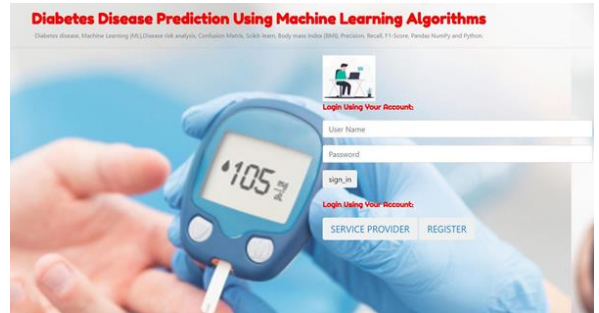 Diabetes Disease Prediction Using Machine Learning Algorithms
Diabetes disease, Machine Learning (ML),Disease risk analysis, Confusion Matrix, Scikit-learn, Body mass Index (BMI), Precision, Recall, F1-Score, Pandas NumPy and Python.
Login Using Your Account:
User Name
Password
105
sign_in
Login Using Your Account:
SERVICE PROVIDER REGISTER